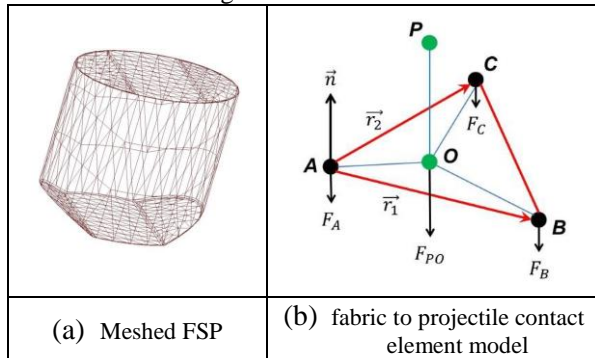 P
C
n⃗
r₂⃗
F_C
A
O
F_A
r₁⃗
B
F_PO
F_B
(a) Meshed FSP
(b) fabric to projectile contact
element model